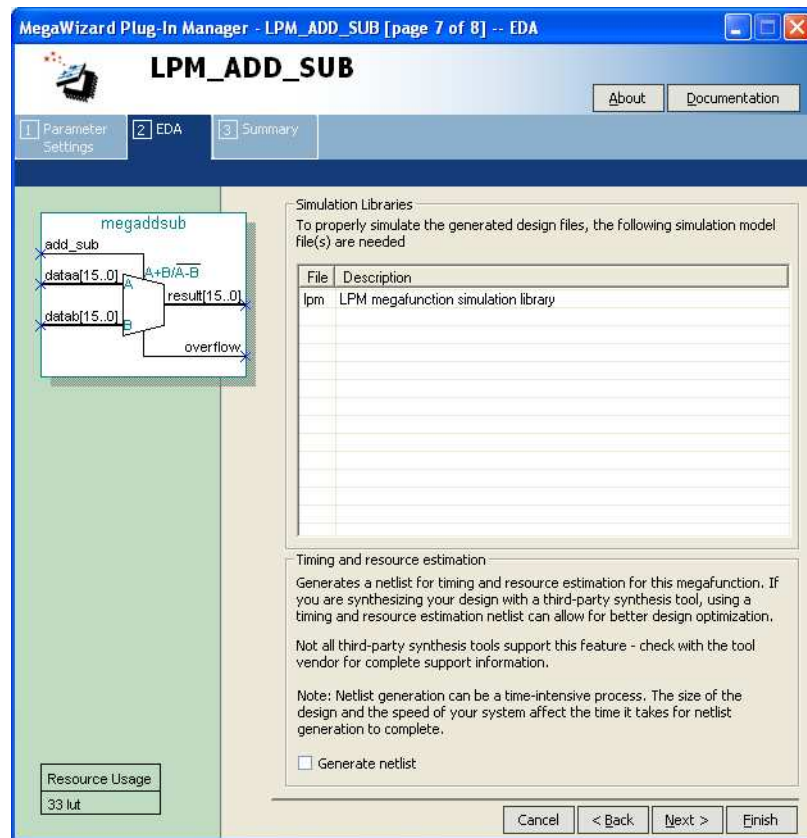 MegaWizard Plug-In Manager - LPM_ADD_SUB [page 7 of 8] -- EDA
LPM_ADD_SUB
About
Documentation
1 Parameter Settings
2 EDA
3 Summary
megaddsub
add_sub
A+B/A-B
dataa[15..0]
A
result[15..0]
datab[15..0]
B
overflow
Resource Usage
33 lut
Simulation Libraries
To properly simulate the generated design files, the following simulation model
file(s) are needed
File Description
lpm LPM megafunction simulation library
Timing and resource estimation
Generates a netlist for timing and resource estimation for this megafunction. If
you are synthesizing your design with a third-party synthesis tool, using a
timing and resource estimation netlist can allow for better design optimization.
Not all third-party synthesis tools support this feature - check with the tool
vendor for complete support information.
Note: Netlist generation can be a time-intensive process. The size of the
design and the speed of your system affect the time it takes for netlist
generation to complete.
Generate netlist
Cancel
< Back
Next >
Finish